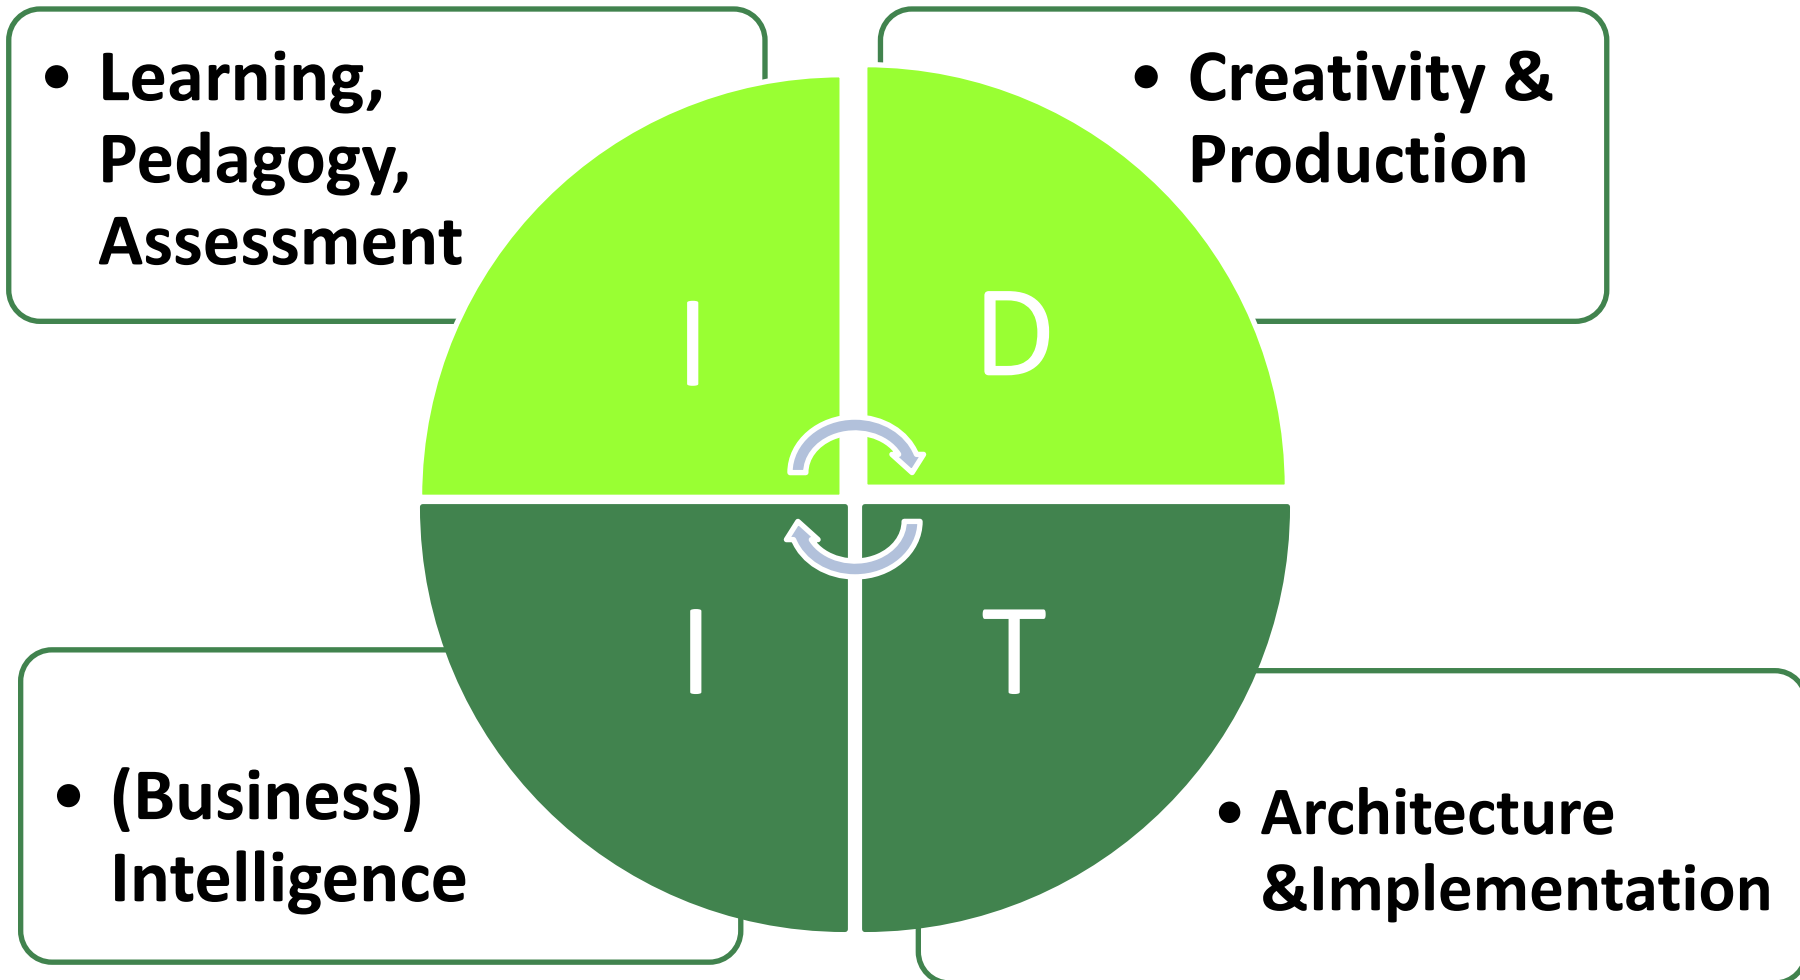 • Learning,
Pedagogy,
Assessment
• Creativity &
Production
I
D
I
T
• (Business)
Intelligence
• Architecture
&Implementation